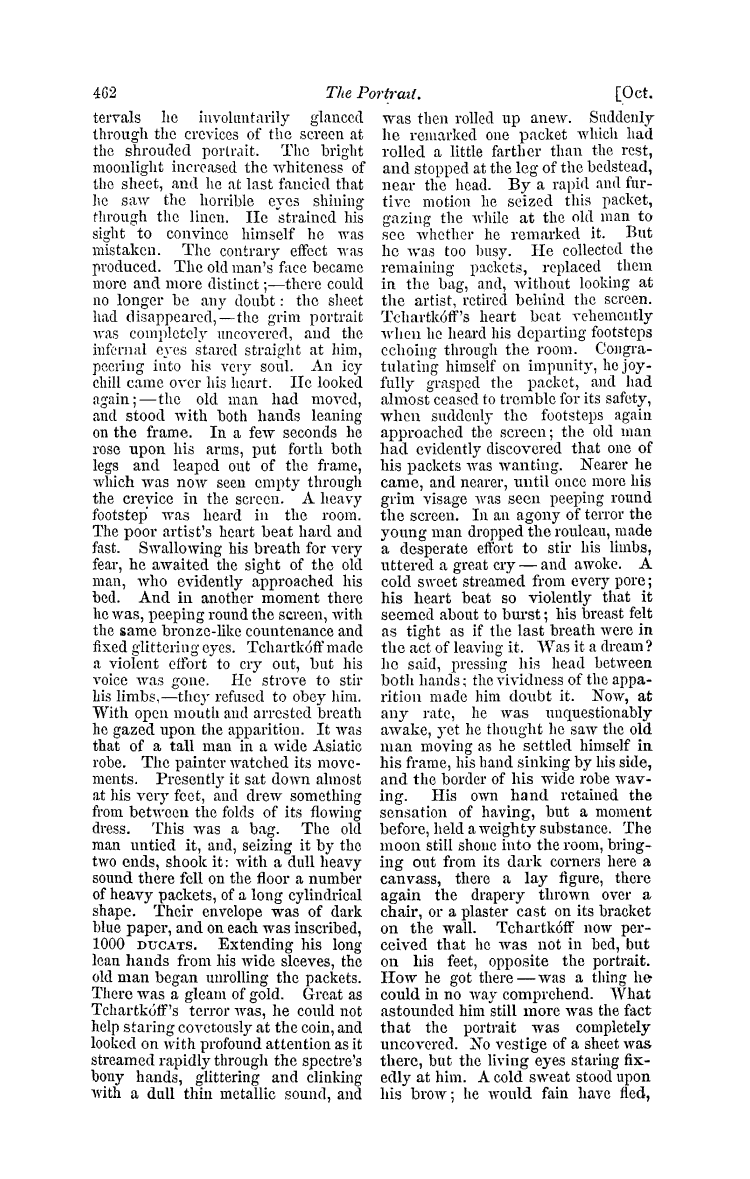 462 The Portrait. [Oct.
tervals he involuntarily glanced
through the crevices of the screen at
the shrouded portrait. The bright
moonlight increased the whiteness of
the sheet, and he at last fancied that
he saw the horrible eyes shining
through the linen. He strained his
sight to convince himself he was
mistaken. The contrary effect was
produced. The old man's face became
more and more distinct;—there could
no longer be any doubt: the sheet
had disappeared,—the grim portrait
was completely uncovered, and the
infernal eyes stared straight at him,
peering into his very soul. An icy
chill came over his heart. He looked
again;—the old man had moved,
and stood with both hands leaning
on the frame. In a few seconds he
rose upon his arms, put forth both
legs and leaped out of the frame,
which was now seen empty through
the crevice in the screen. A heavy
footstep was heard in the room.
The poor artist's heart beat hard and
fast. Swallowing his breath for very
fear, he awaited the sight of the old
man, who evidently approached his
bed. And in another moment there
he was, peeping round the screen, with
the same bronze-like countenance and
fixed glittering eyes. Tchartkóff made
a violent effort to cry out, but his
voice was gone. He strove to stir
his limbs,—they refused to obey him.
With open mouth and arrested breath
he gazed upon the apparition. It was
that of a tall man in a wide Asiatic
robe. The painter watched its move-
ments. Presently it sat down almost
at his very feet, and drew something
from between the folds of its flowing
dress. This was a bag. The old
man untied it, and, seizing it by the
two ends, shook it: with a dull heavy
sound there fell on the floor a number
of heavy packets, of a long cylindrical
shape. Their envelope was of dark
blue paper, and on each was inscribed,
1000 DUCATS. Extending his long
lean hands from his wide sleeves, the
old man began unrolling the packets.
There was a gleam of gold. Great as
Tchartkóff's terror was, he could not
help staring covetously at the coin, and
looked on with profound attention as it
streamed rapidly through the spectre's
bony hands, glittering and clinking
with a dull thin metallic sound, and
was then rolled up anew. Suddenly
he remarked one packet which had
rolled a little farther than the rest,
and stopped at the leg of the bedstead,
near the head. By a rapid and fur-
tive motion he seized this packet,
gazing the while at the old man to
see whether he remarked it. But
he was too busy. He collected the
remaining packets, replaced them
in the bag, and, without looking at
the artist, retired behind the screen.
Tchartkóff's heart beat vehemently
when he heard his departing footsteps
echoing through the room. Congra-
tulating himself on impunity, he joy-
fully grasped the packet, and had
almost ceased to tremble for its safety,
when suddenly the footsteps again
approached the screen; the old man
had evidently discovered that one of
his packets was wanting. Nearer he
came, and nearer, until once more his
grim visage was seen peeping round
the screen. In an agony of terror the
young man dropped the rouleau, made
a desperate effort to stir his limbs,
uttered a great cry—and awoke. A
cold sweet streamed from every pore;
his heart beat so violently that it
seemed about to burst; his breast felt
as tight as if the last breath were in
the act of leaving it. Was it a dream?
he said, pressing his head between
both hands; the vividness of the appa-
rition made him doubt it. Now, at
any rate, he was unquestionably
awake, yet he thought he saw the old
man moving as he settled himself in
his frame, his hand sinking by his side,
and the border of his wide robe wav-
ing. His own hand retained the
sensation of having, but a moment
before, held a weighty substance. The
moon still shone into the room, bring-
ing out from its dark corners here a
canvass, there a lay figure, there
again the drapery thrown over a
chair, or a plaster cast on its bracket
on the wall. Tchartkóff now per-
ceived that he was not in bed, but
on his feet, opposite the portrait.
How he got there—was a thing he
could in no way comprehend. What
astounded him still more was the fact
that the portrait was completely
uncovered. No vestige of a sheet was
there, but the living eyes staring fix-
edly at him. A cold sweat stood upon
his brow; he would fain have fled,